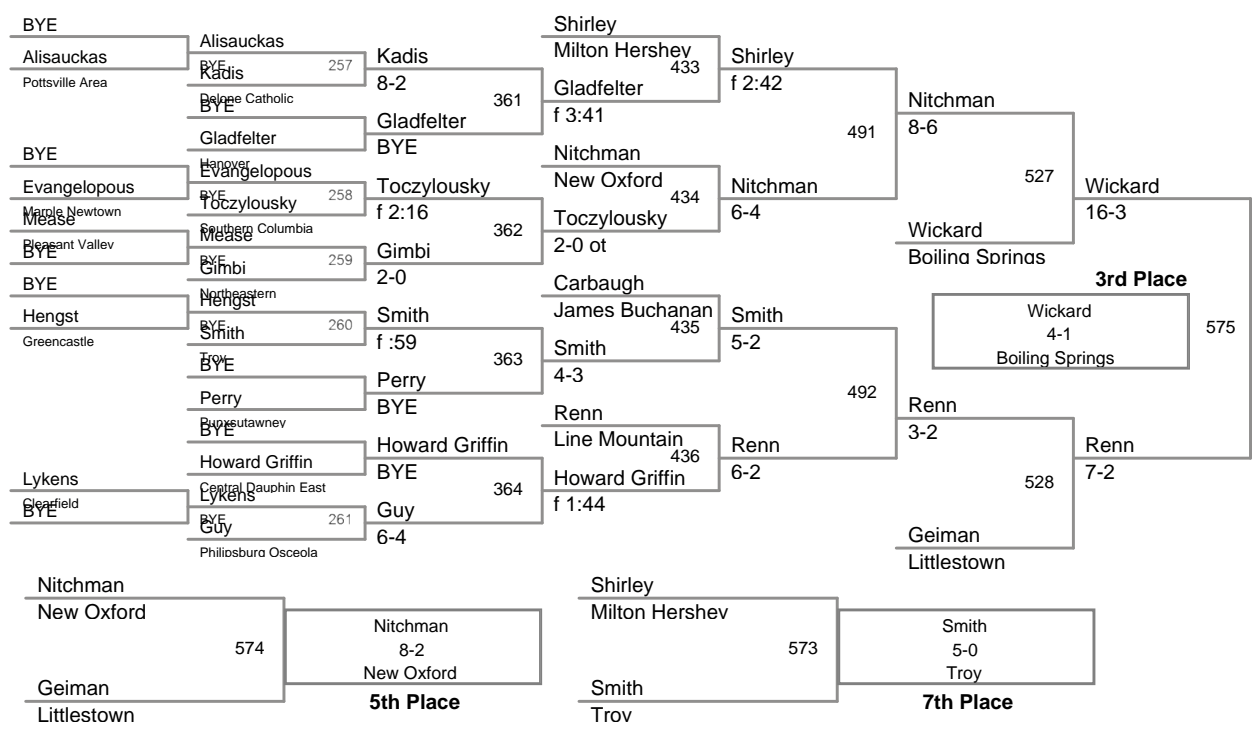 BYE
Alisauckas
Pottsville Area
BYE
Evangelopous
Marple Newtown
Mease
Pleasant Valley
BYE
BYE
Hengst
Greencastle
Lykens
Clearfield
BYE
Alisauckas
BYE 257
Kadis
Delone Catholic
BYE
Gladfelter
Hanover
Evangelopous
BYE 258
Toczylousky
Southern Columbia
Mease
BYE 259
Gimbi
Northeastern
Hengst
BYE 260
Smith
Troy
BYE
Perry
Punxsutawney
BYE
Howard Griffin
Central Dauphin East
Lykens
BYE 261
Guy
Philipsburg Osceola
Kadis
8-2
361
Gladfelter
BYE
Toczylousky
f 2:16
362
Gimbi
2-0
Smith
f :59
363
Perry
BYE
Howard Griffin
BYE
364
Guy
6-4
Shirley
Milton Hershey
433
Gladfelter
f 3:41
Nitchman
New Oxford
434
Toczylousky
2-0 ot
Carbaugh
James Buchanan
435
Smith
4-3
Renn
Line Mountain
436
Howard Griffin
f 1:44
Shirley
f 2:42
491
Nitchman
6-4
Smith
5-2
492
Renn
6-2
Nitchman
8-6
527
Wickard
Boiling Springs
Renn
3-2
528
Geiman
Littlestown
Wickard
16-3
3rd Place
Wickard
4-1
Boiling Springs
575
Renn
7-2
Nitchman
New Oxford
574
Geiman
Littlestown
Nitchman
8-2
New Oxford
5th Place
Shirley
Milton Hershey
573
Smith
Troy
Smith
5-0
Troy
7th Place